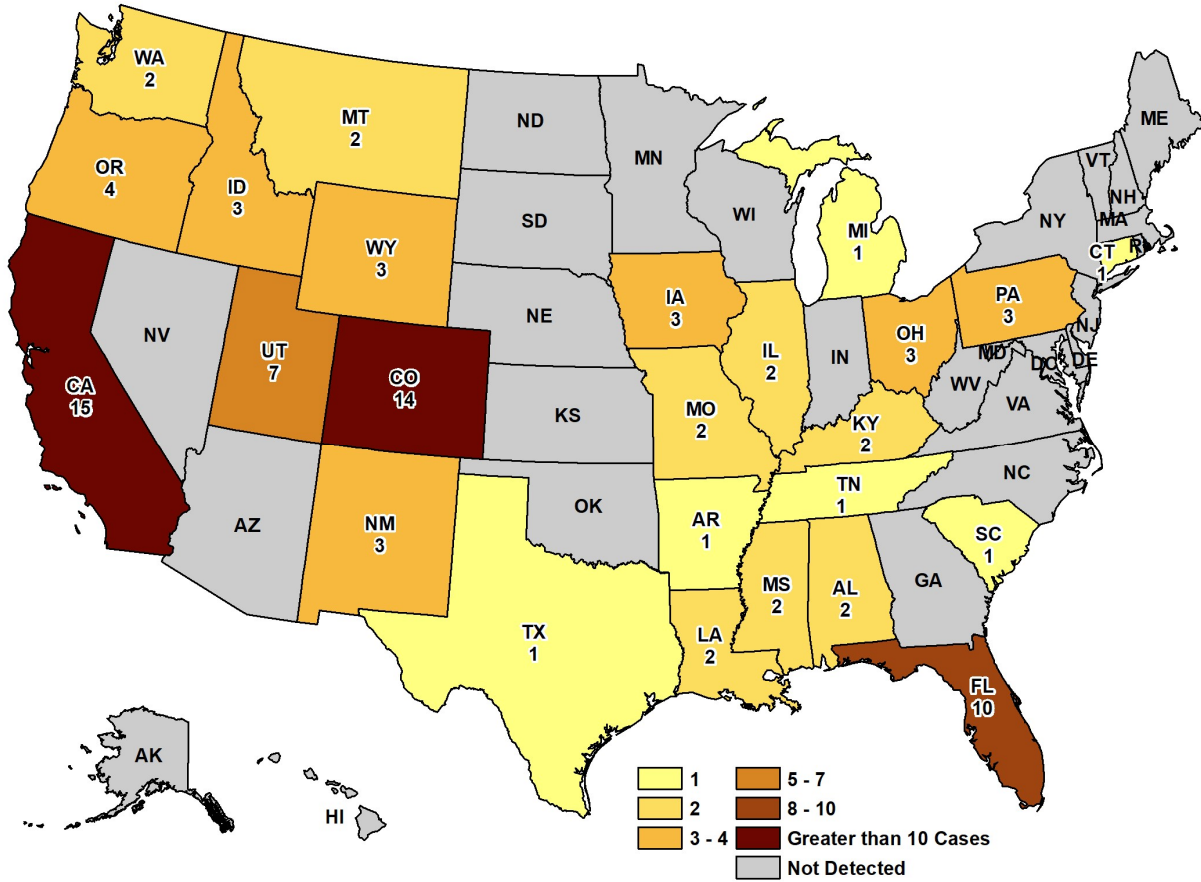 WA
2
MT
2
ND
MN
ME
VT
NH
OR
4
ID
3
SD
WI
NY
MA
WY
3
MI
1
CT
1
RI
IA
3
PA
3
NE
NV
UT
7
CO
14
IL
2
IN
OH
3
NJ
MD
DC
DE
CA
15
WV
VA
KS
MO
2
KY
2
NC
TN
1
OK
AZ
NM
3
AR
1
SC
1
GA
MS
2
AL
2
TX
1
LA
2
FL
10
AK
HI
1
2
3 - 4
5 - 7
8 - 10
Greater than 10 Cases
Not Detected